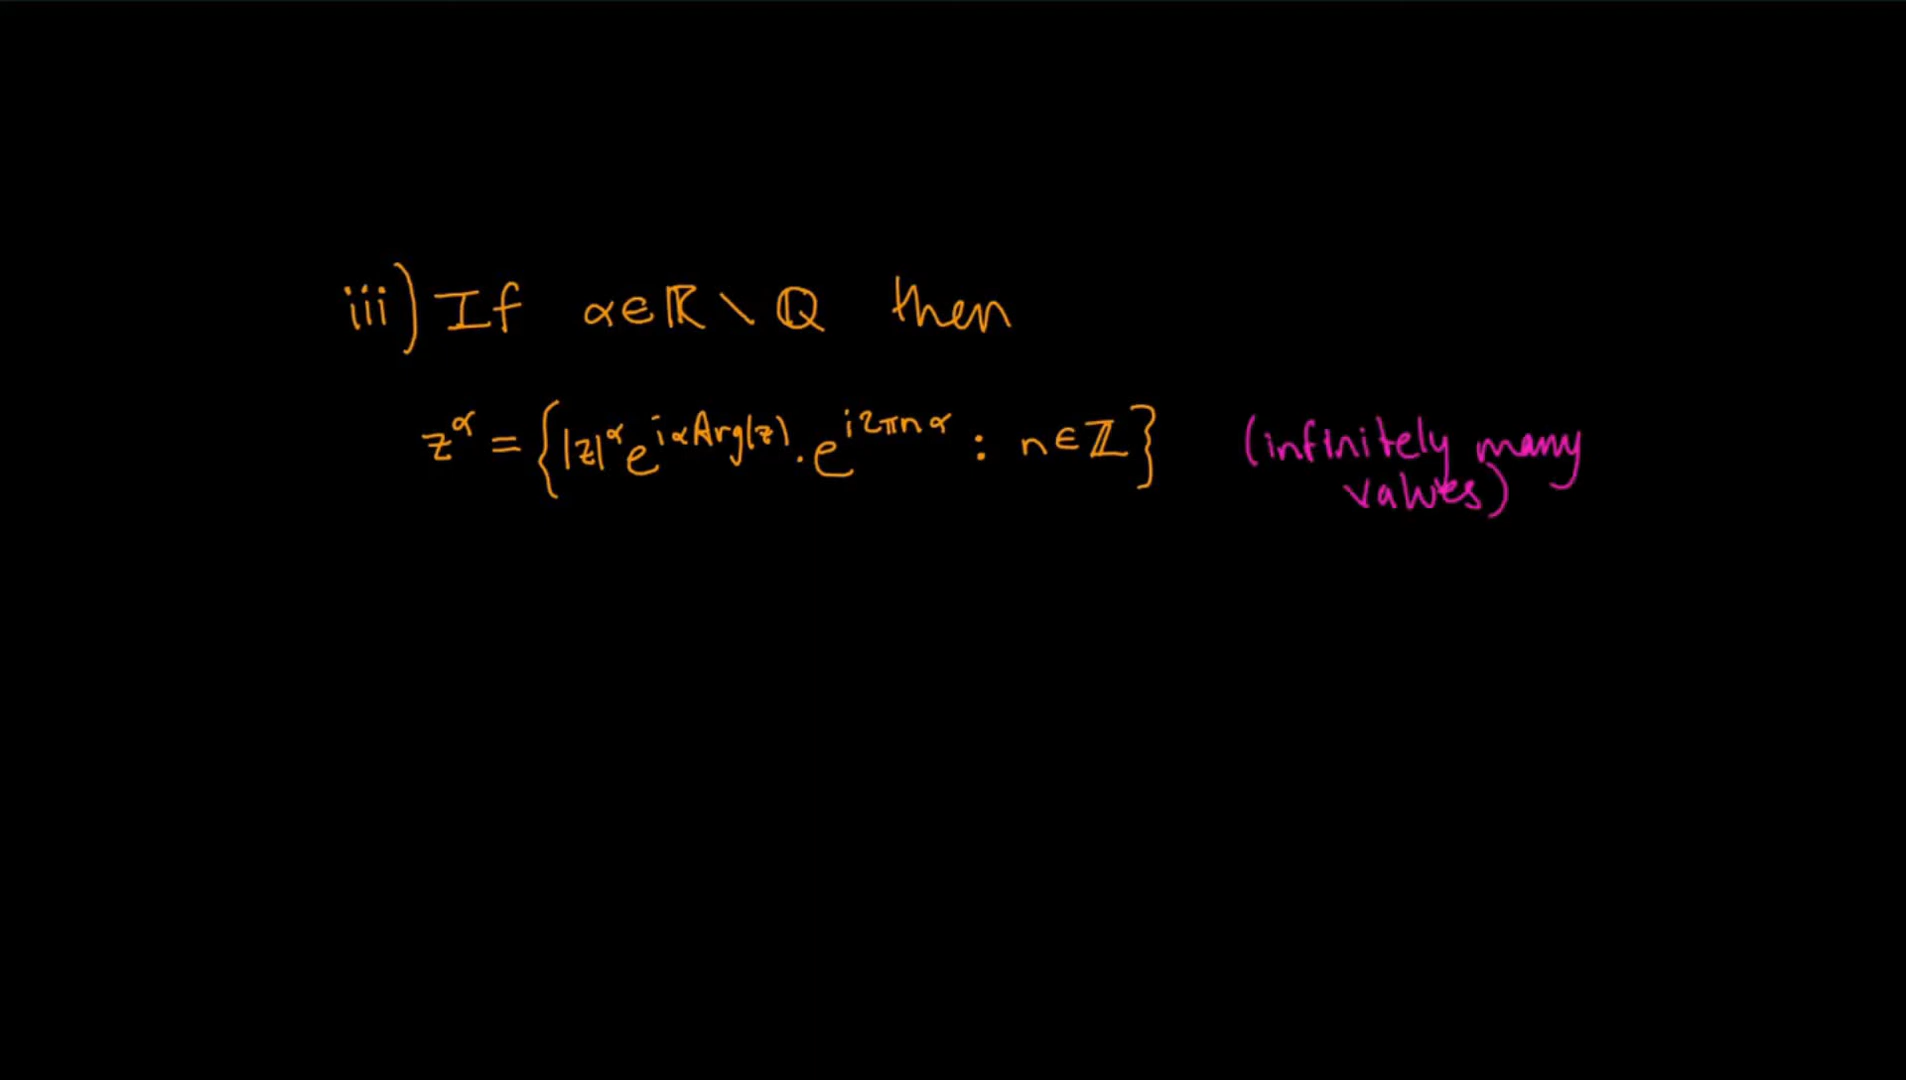 iii) If α∈ℝ∖ℚ then
z^α = {|z|^α e^{iαArg(z)} . e^{i2πnα} : n∈ℤ} (infinitely many
values)